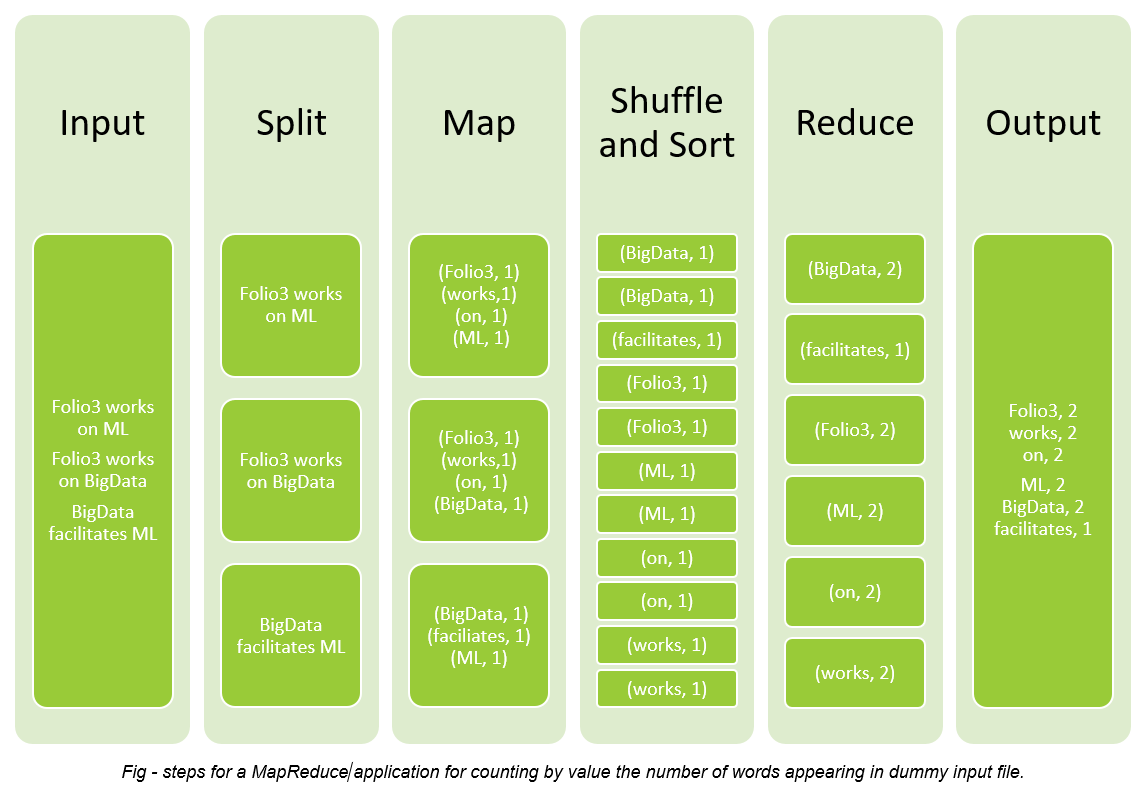 Input
Folio3 works
on ML
Folio3 works
on BigData
BigData
facilitates ML
Split
Folio3 works
on ML
Folio3 works
on BigData
BigData
facilitates ML
Map
(Folio3, 1)
(works,1)
(on, 1)
(ML, 1)
(Folio3, 1)
(works,1)
(on, 1)
(BigData, 1)
(BigData, 1)
(faciliates, 1)
(ML, 1)
Shuffle
and Sort
(BigData, 1)
(BigData, 1)
(facilitates, 1)
(Folio3, 1)
(Folio3, 1)
(ML, 1)
(ML, 1)
(on, 1)
(on, 1)
(works, 1)
(works, 1)
Reduce
(BigData, 2)
(facilitates, 1)
(Folio3, 2)
(ML, 2)
(on, 2)
(works, 2)
Output
Folio3, 2
works, 2
on, 2
ML, 2
BigData, 2
facilitates, 1
Fig - steps for a MapReduce application for counting by value the number of words appearing in dummy input file.